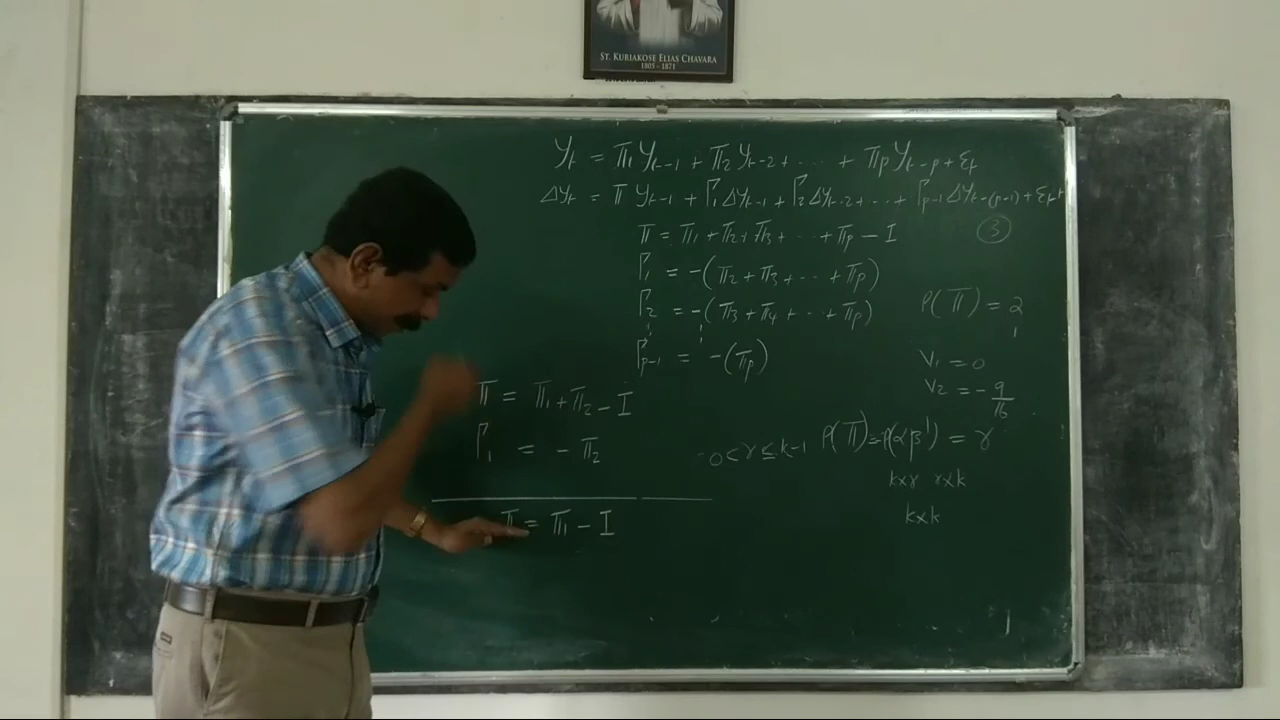 ST. KURIAKOSE ELIAS CHAVARA
1805 - 1871
Yt = Π1 Yt-1 + Π2 Yt-2 + .... + Πp Yt-p + εt
ΔYt = Π Yt-1 + Γ1 ΔYt-1 + Γ2 ΔYt-2 + ... + Γp-1 ΔYt-(p-1) + εt
Π = Π1 + Π2 + Π3 + ... + Πp - I
3
Γ1 = -(Π2 + Π3 + ... + Πp)
Γ2 = -(Π3 + Π4 + ... + Πp)
Γp-1 = -(Πp)
ρ(Π) = 2
V1 = 0
V2 = -9/16
Π = Π1 + Π2 - I
Γ1 = - Π2
0 < r ≤ k-1 ρ(Π) = ρ(αβ') = r
k×r r×k
k×k
Π = Π1 - I